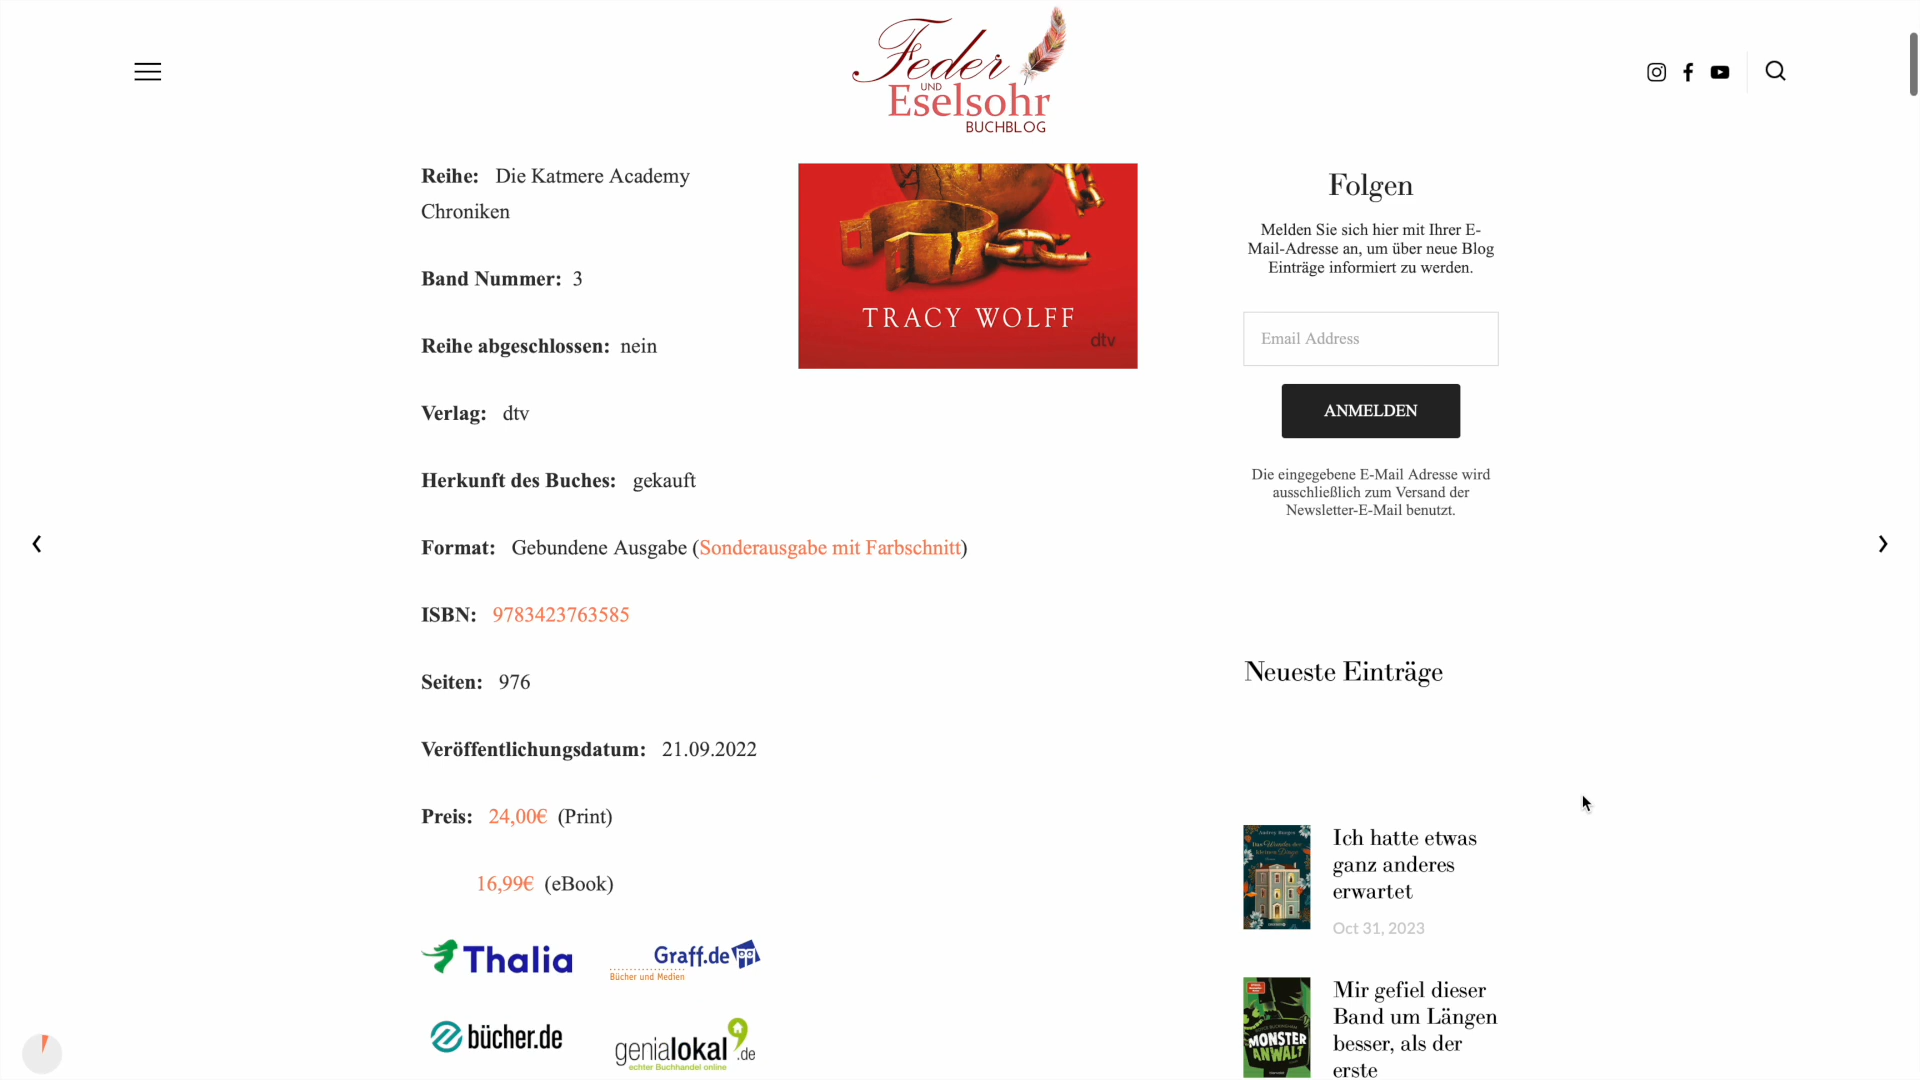 Feder
UND
Eselsohr
BUCHBLOG
Reihe: Die Katmere Academy
Chroniken
Band Nummer: 3
Reihe abgeschlossen: nein
Verlag: dtv
Herkunft des Buches: gekauft
Format: Gebundene Ausgabe (Sonderausgabe mit Farbschnitt)
ISBN: 9783423763585
Seiten: 976
Veröffentlichungsdatum: 21.09.2022
Preis: 24,00€ (Print)
16,99€ (eBook)
Thalia
Graff.de
Bücher und Medien
bücher.de
genialokal.de
echter Buchhandel online
TRACY WOLFF
dtv
Folgen
Melden Sie sich hier mit Ihrer E-
Mail-Adresse an, um über neue Blog
Einträge informiert zu werden.
Email Address
ANMELDEN
Die eingegebene E-Mail Adresse wird
ausschließlich zum Versand der
Newsletter-E-Mail benutzt.
Neueste Einträge
Ich hatte etwas
ganz anderes
erwartet
Oct 31, 2023
Mir gefiel dieser
Band um Längen
besser, als der
erste
MONSTER
ANWALT